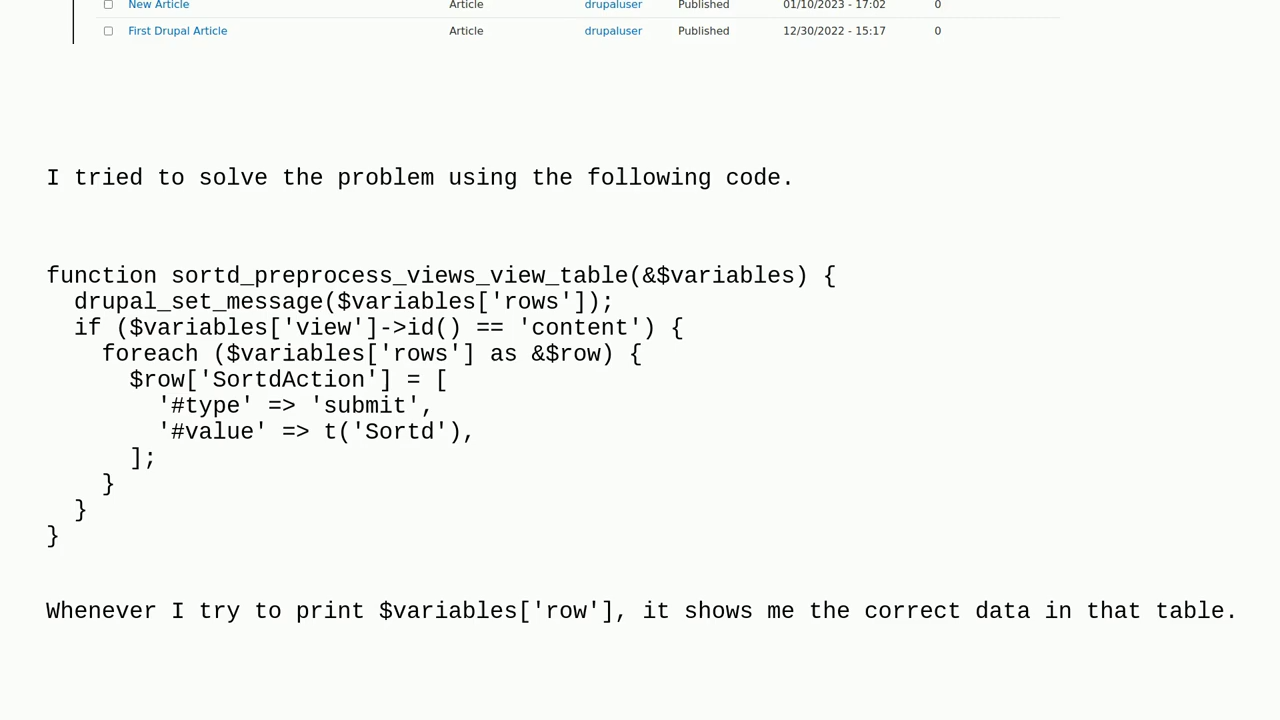 New Article Article drupaluser Published 01/10/2023 - 17:02 0
First Drupal Article Article drupaluser Published 12/30/2022 - 15:17 0
I tried to solve the problem using the following code.
function sortd_preprocess_views_view_table(&$variables) {
  drupal_set_message($variables['rows']);
  if ($variables['view']->id() == 'content') {
    foreach ($variables['rows'] as &$row) {
      $row['SortdAction'] = [
        '#type' => 'submit',
        '#value' => t('Sortd'),
      ];
    }
  }
}
Whenever I try to print $variables['row'], it shows me the correct data in that table.